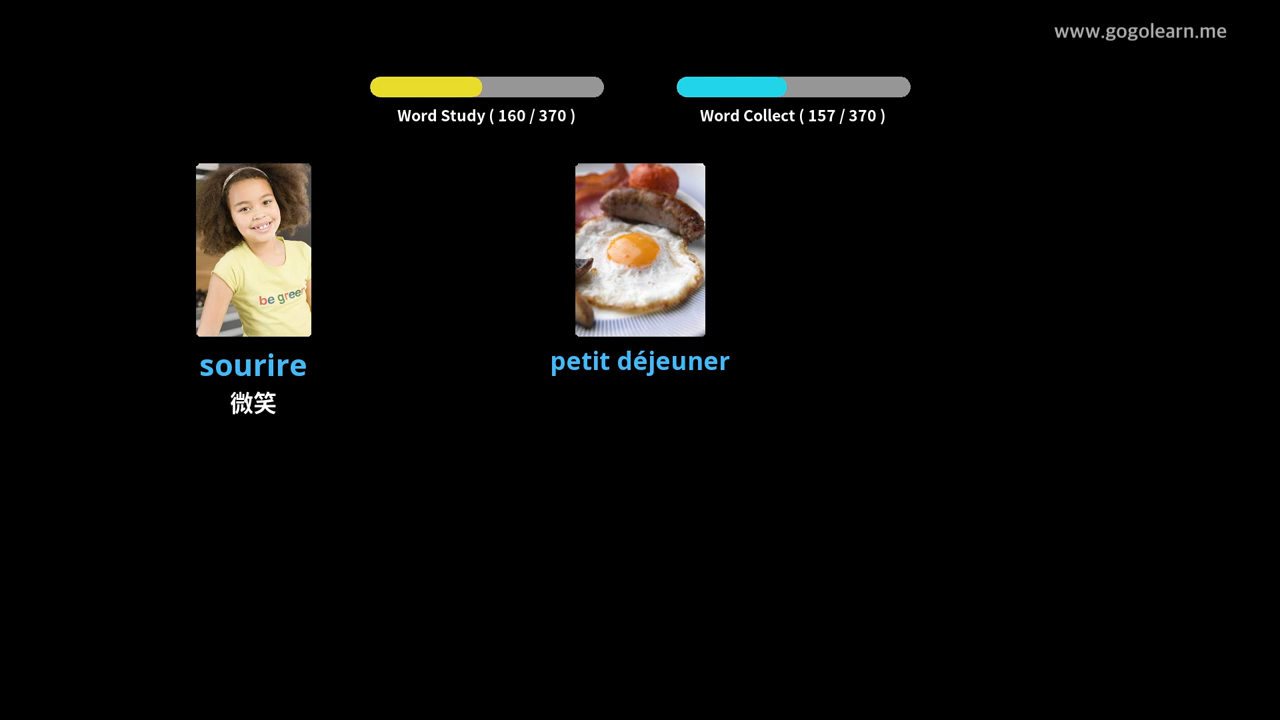 www.gogolearn.me
Word Study ( 160 / 370 )
Word Collect ( 157 / 370 )
be green
sourire
微笑
petit déjeuner